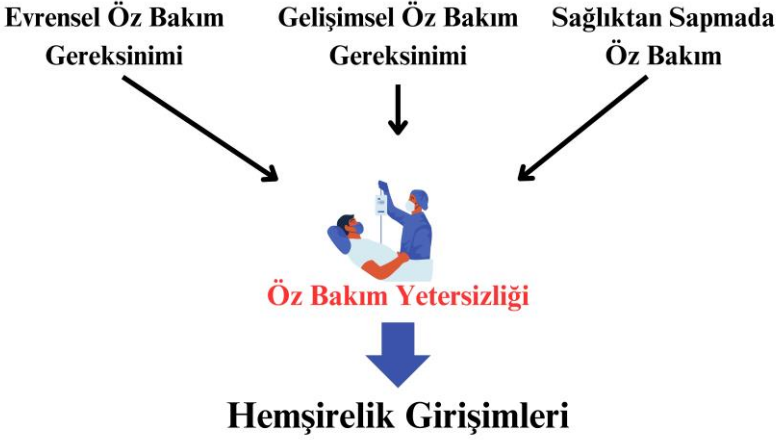 Evrensel Öz Bakım
Gereksinimi
Gelişimsel Öz Bakım
Gereksinimi
Sağlıktan Sapmada
Öz Bakım
Öz Bakım Yetersizliği
Hemşirelik Girişimleri